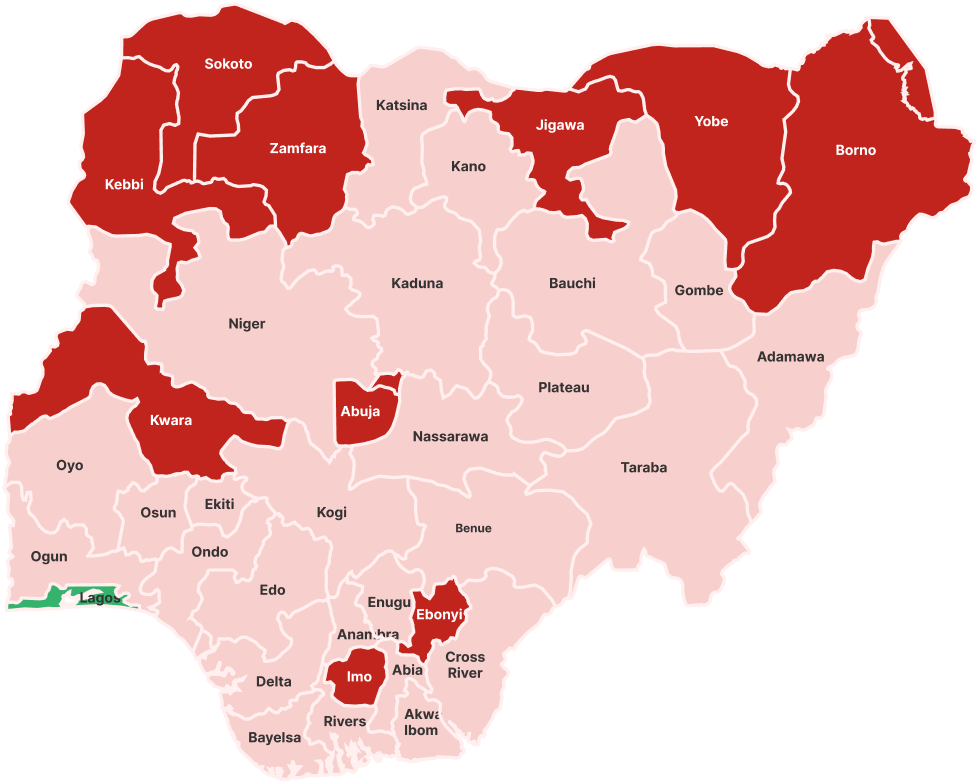 Sokoto
Katsina
Jigawa
Yobe
Zamfara
Borno
Kano
Kebbi
Kaduna
Bauchi
Gombe
Niger
Adamawa
Plateau
Abuja
Kwara
Nassarawa
Oyo
Taraba
Ekiti
Osun
Kogi
Benue
Ondo
Ogun
Edo
Lagos
Enugu
Ebonyi
Anambra
Cross
River
Abia
Imo
Delta
Akwa
Ibom
Rivers
Bayelsa